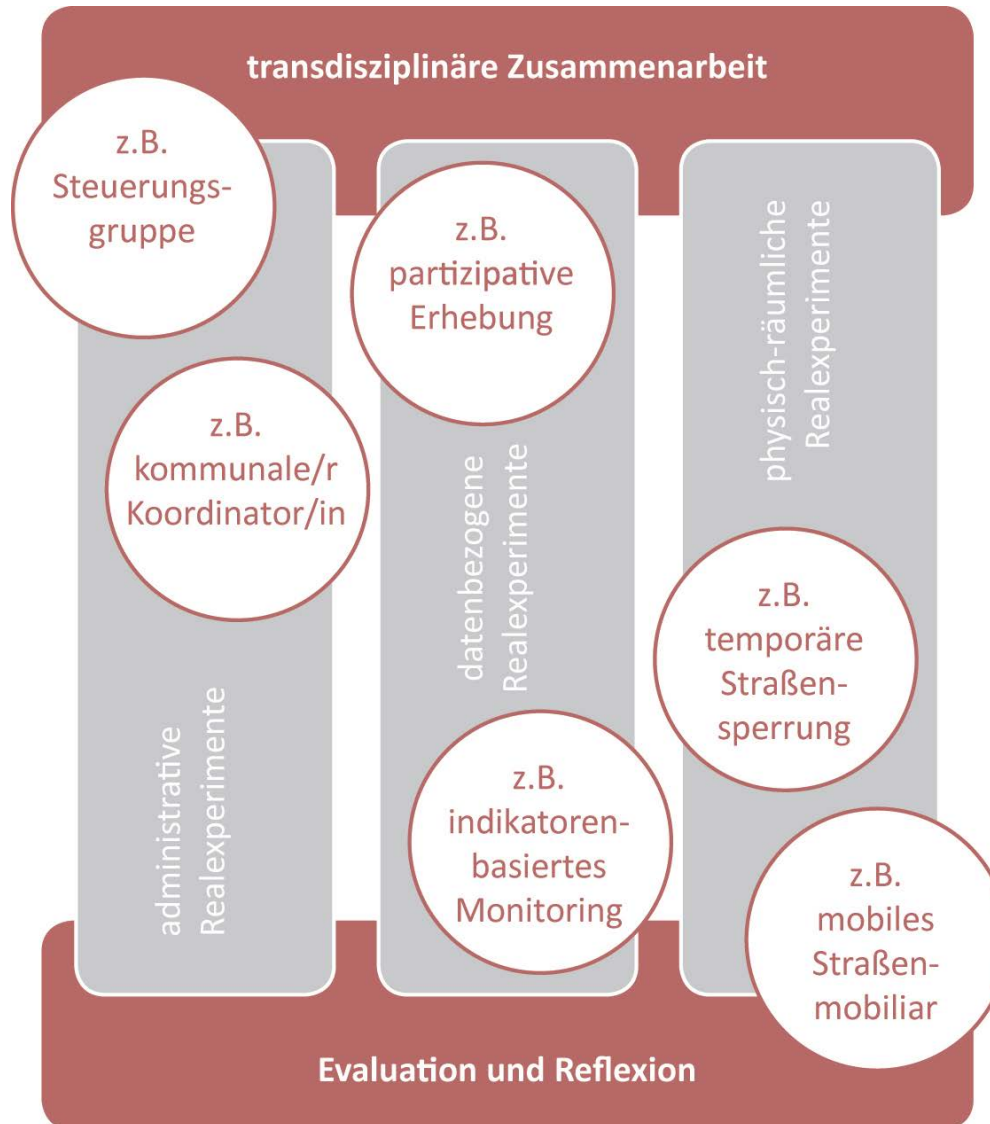 transdisziplinäre Zusammenarbeit
z.B.
Steuerungs-
gruppe
z.B.
kommunale/r
Koordinator/in
administrative
Realexperimente
z.B.
partizipative
Erhebung
datenbezogene
Realexperimente
z.B.
indikatoren-
basiertes
Monitoring
physisch-räumliche
Realexperimente
z.B.
temporäre
Straßen-
sperrung
z.B.
mobiles
Straßen-
mobiliar
Evaluation und Reflexion